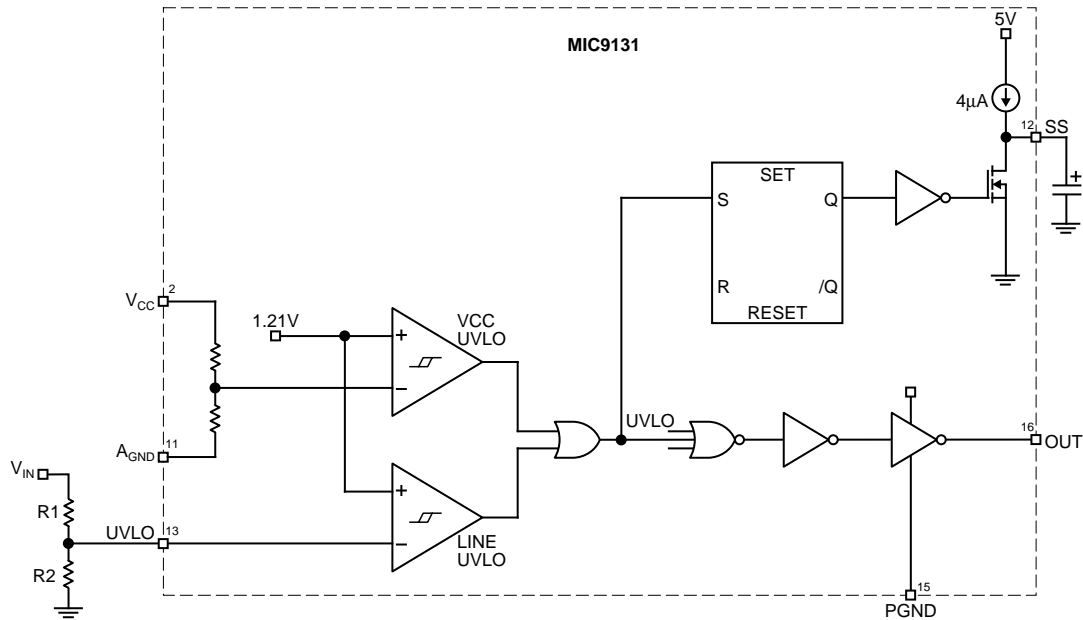 5V
MIC9131
4µA
12 SS
+
SET
S
Q
R
/Q
RESET
VCC
2
1.21V
+
−
VCC
UVLO
AGND
11
UVLO
16
OUT
VIN
R1
UVLO
13
R2
+
−
LINE
UVLO
15
PGND